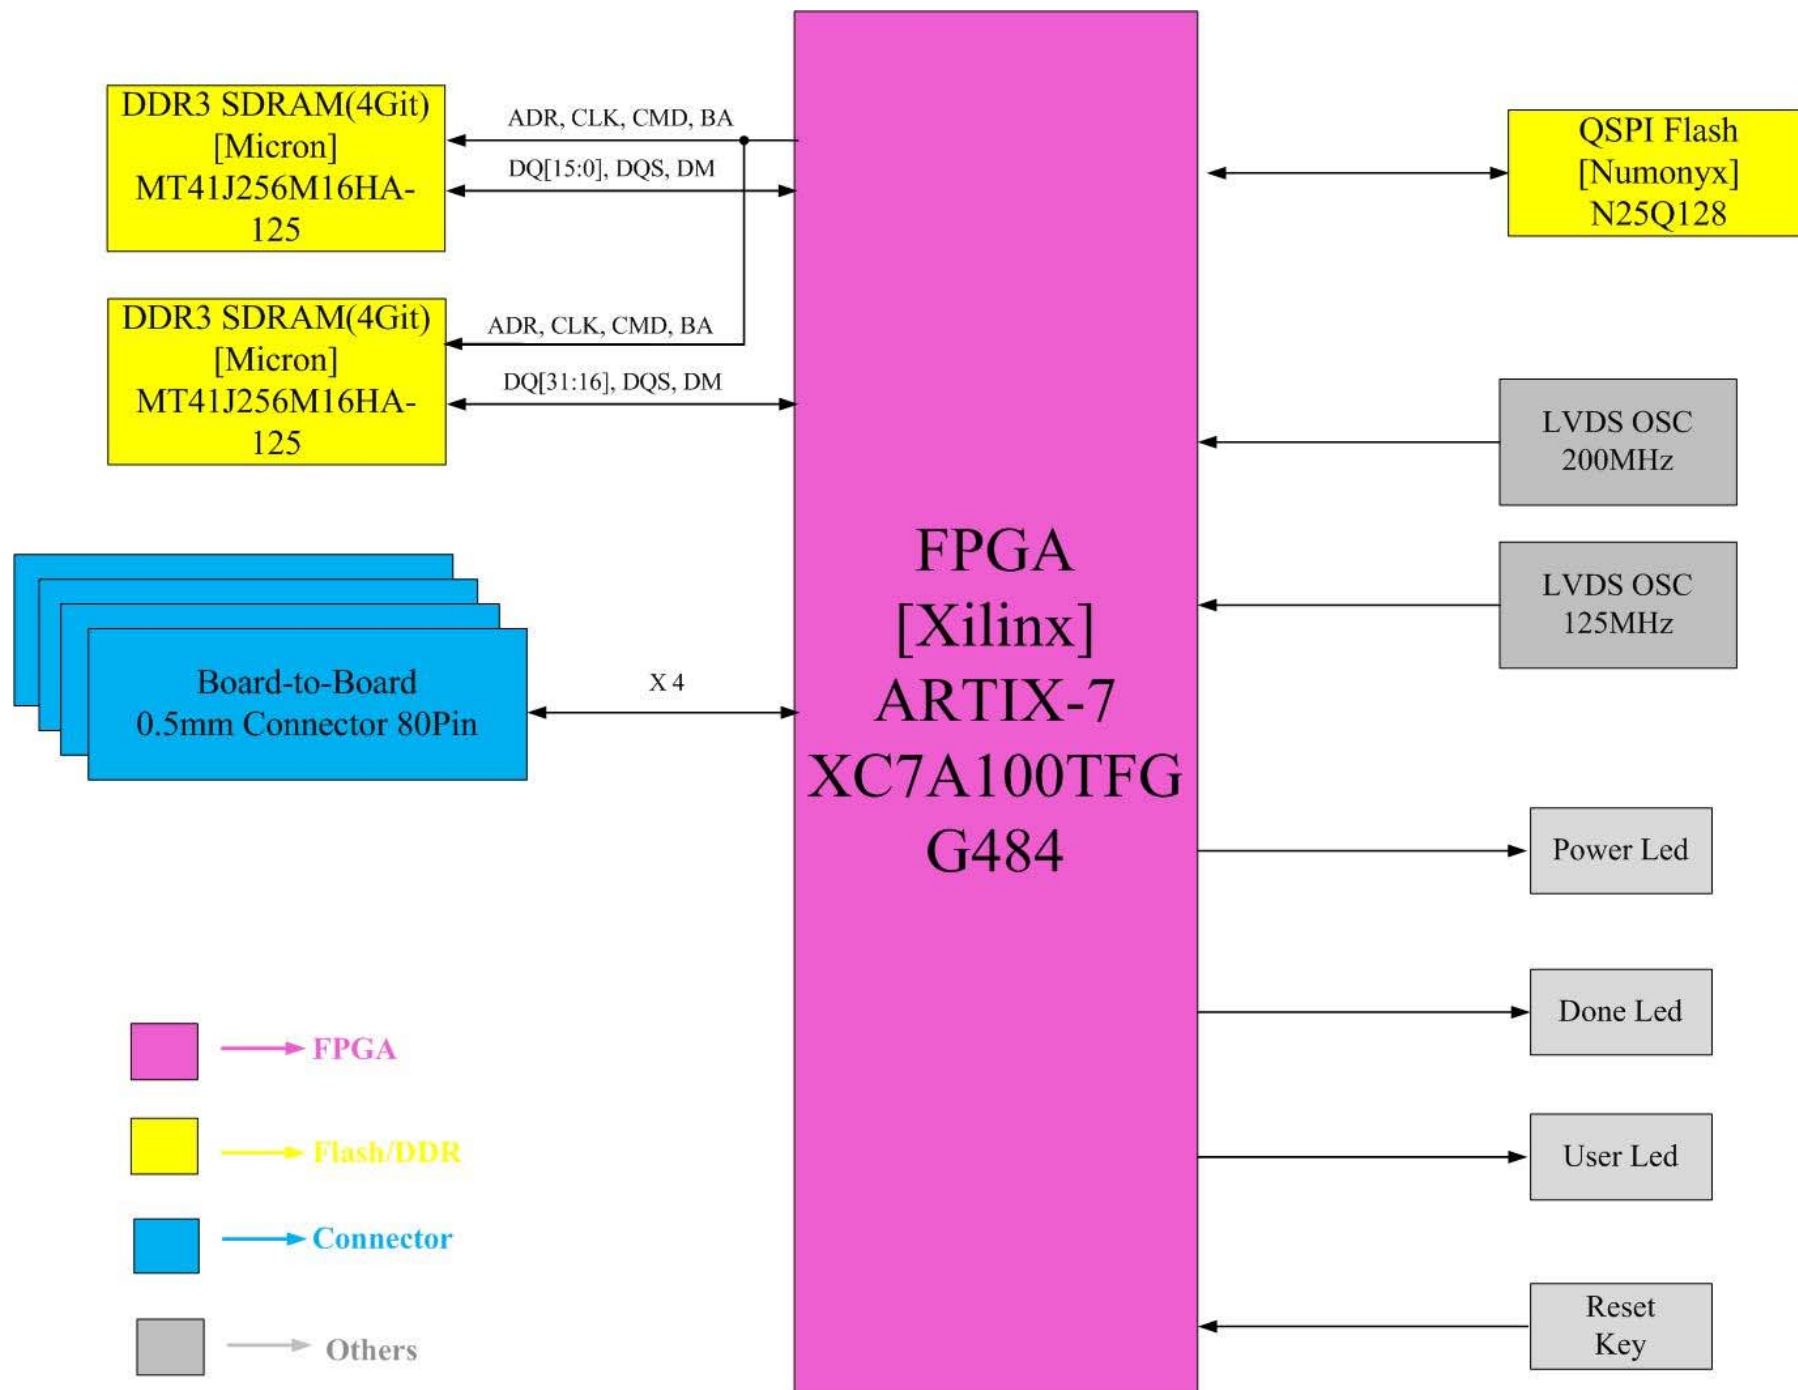 DDR3 SDRAM(4Git)
[Micron]
MT41J256M16HA-
125
ADR, CLK, CMD, BA
DQ[15:0], DQS, DM
DDR3 SDRAM(4Git)
[Micron]
MT41J256M16HA-
125
ADR, CLK, CMD, BA
DQ[31:16], DQS, DM
Board-to-Board
0.5mm Connector 80Pin
X 4
FPGA
[Xilinx]
ARTIX-7
XC7A100TFG
G484
QSPI Flash
[Numonyx]
N25Q128
LVDS OSC
200MHz
LVDS OSC
125MHz
Power Led
Done Led
User Led
Reset
Key
FPGA
Flash/DDR
Connector
Others